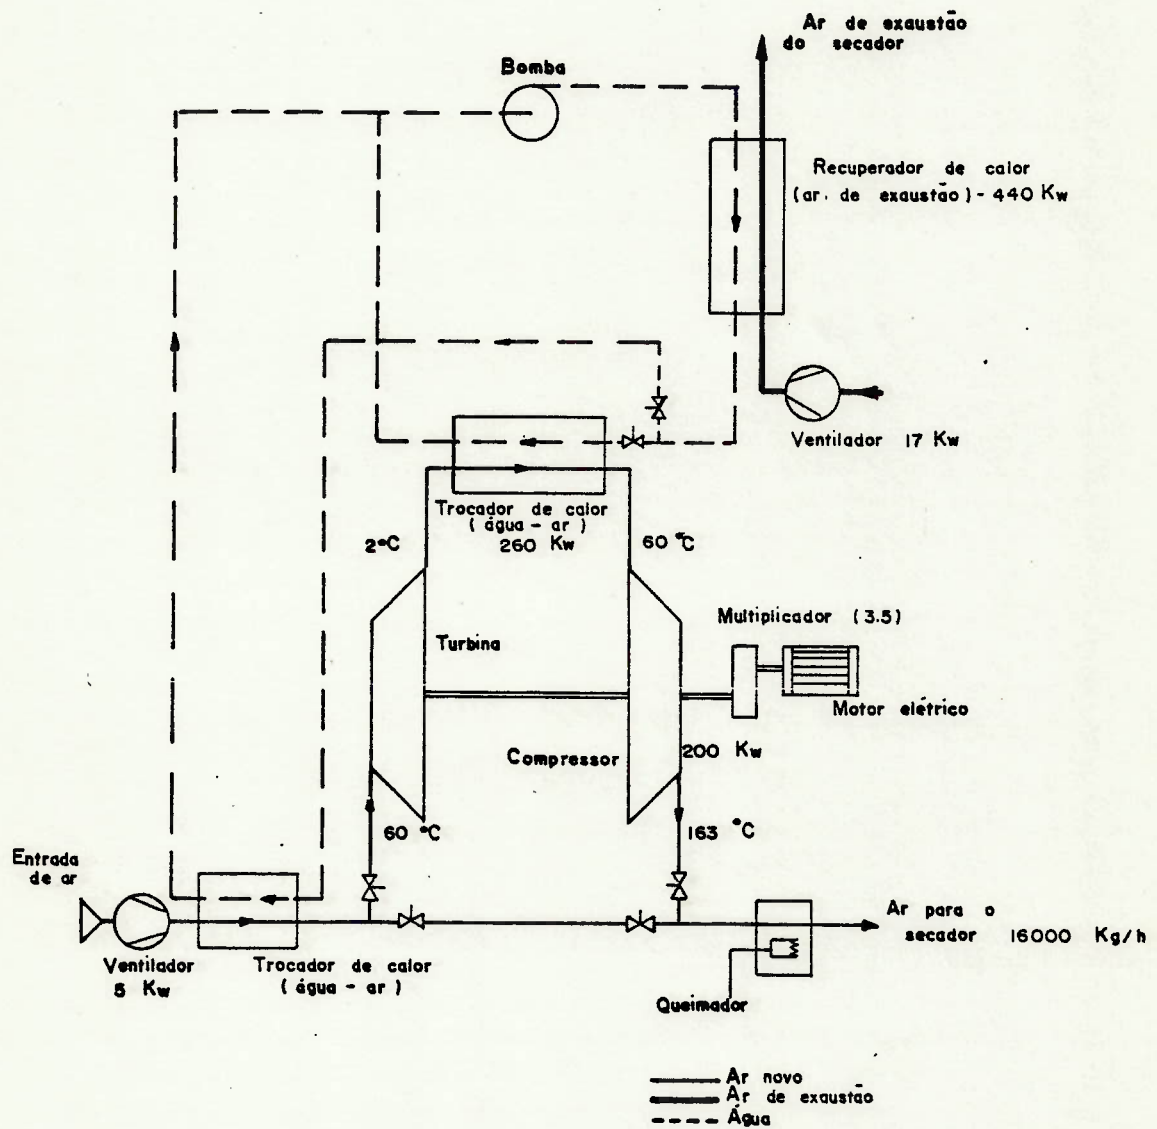 Ar de exaustão
do secador
Bomba
Recuperador de calor
(ar. de exaustão) - 440 Kw
Ventilador 17 Kw
Trocador de calor
( água - ar )
260 Kw
2°C
60 °C
Multiplicador (3.5)
Turbina
Motor elétrico
Compressor
200 Kw
60 °C
163 °C
Entrada
de ar
Ar para o
secador 16000 Kg/h
Ventilador
5 Kw
Trocador de calor
( água - ar )
Queimador
Ar novo
Ar de exaustão
Água